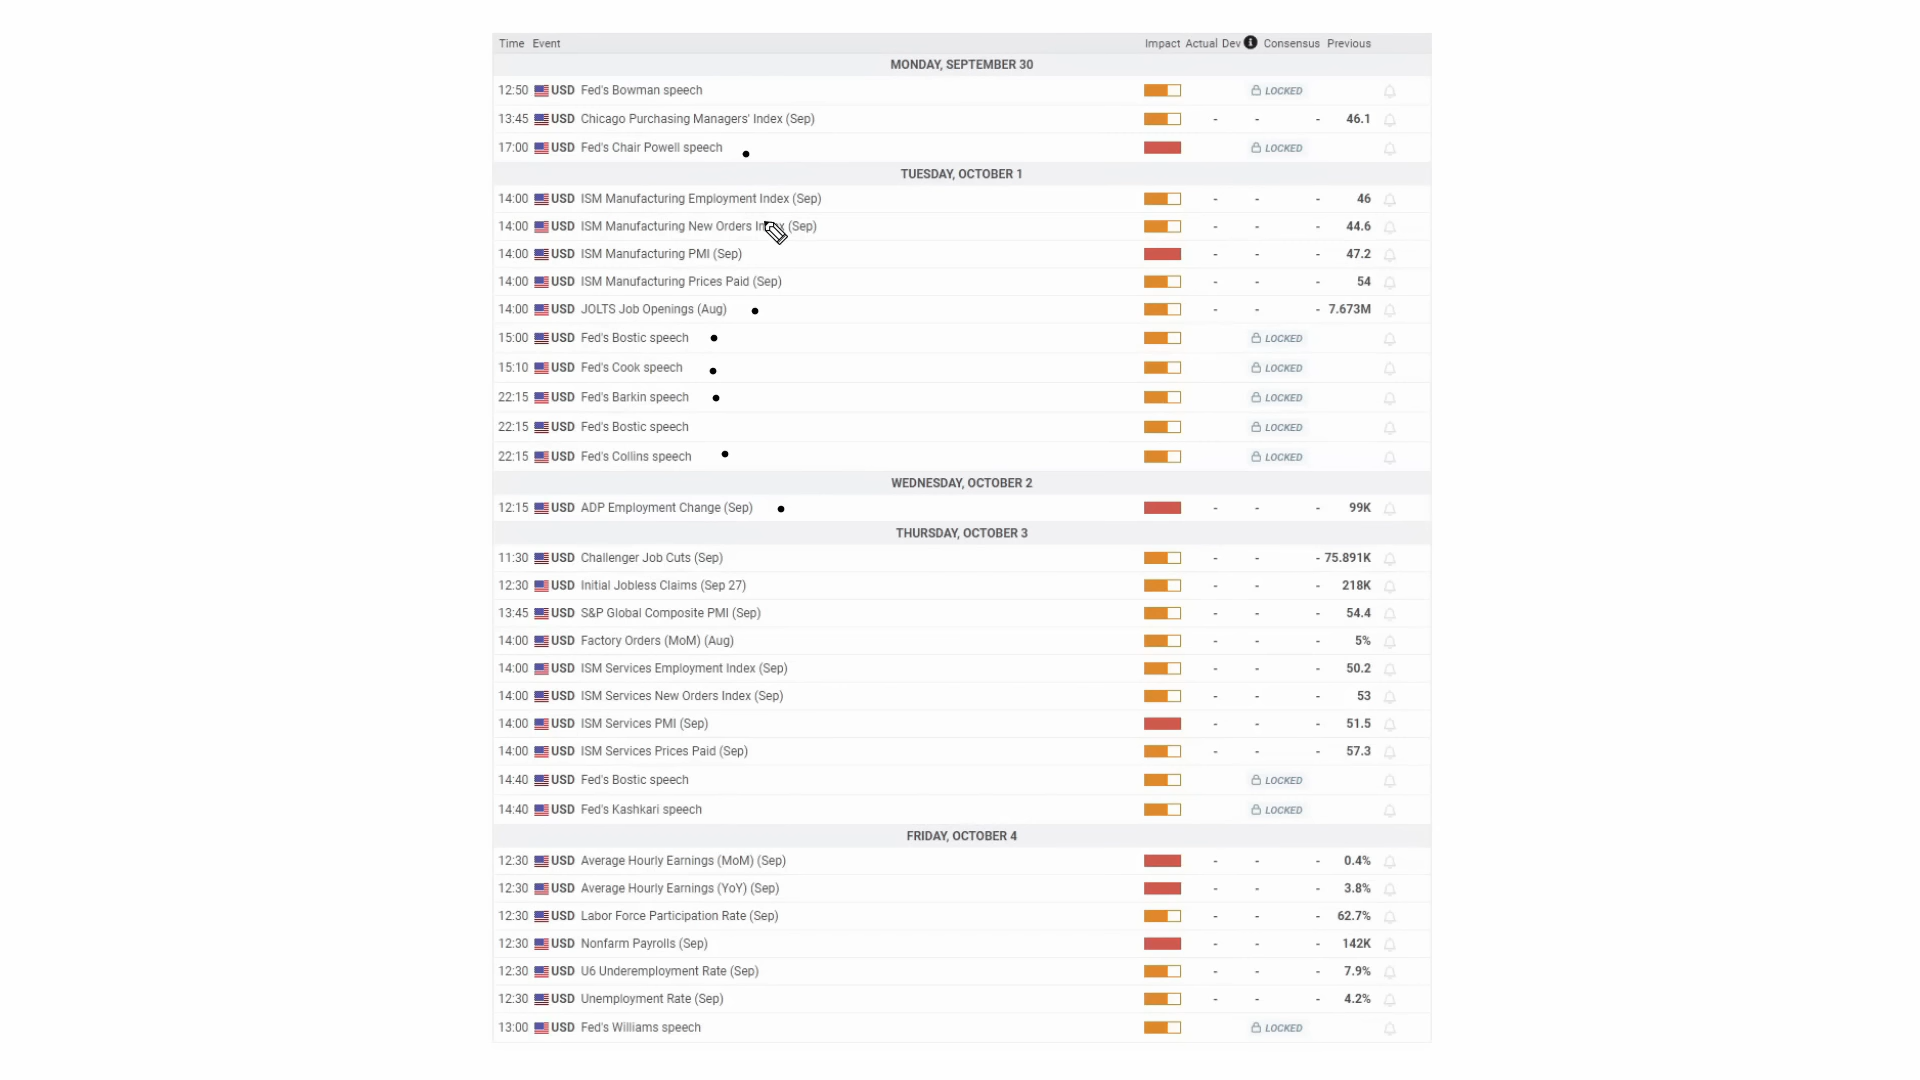 Time Event Impact Actual Dev Consensus Previous
MONDAY, SEPTEMBER 30
12:50 USD Fed's Bowman speech LOCKED
13:45 USD Chicago Purchasing Managers' Index (Sep) - - - 46.1
17:00 USD Fed's Chair Powell speech LOCKED
TUESDAY, OCTOBER 1
14:00 USD ISM Manufacturing Employment Index (Sep) - - - 46
14:00 USD ISM Manufacturing New Orders Index (Sep) - - - 44.6
14:00 USD ISM Manufacturing PMI (Sep) - - - 47.2
14:00 USD ISM Manufacturing Prices Paid (Sep) - - - 54
14:00 USD JOLTS Job Openings (Aug) - - - 7.673M
15:00 USD Fed's Bostic speech LOCKED
15:10 USD Fed's Cook speech LOCKED
22:15 USD Fed's Barkin speech LOCKED
22:15 USD Fed's Bostic speech LOCKED
22:15 USD Fed's Collins speech LOCKED
WEDNESDAY, OCTOBER 2
12:15 USD ADP Employment Change (Sep) - - - 99K
THURSDAY, OCTOBER 3
11:30 USD Challenger Job Cuts (Sep) - - - 75.891K
12:30 USD Initial Jobless Claims (Sep 27) - - - 218K
13:45 USD S&P Global Composite PMI (Sep) - - - 54.4
14:00 USD Factory Orders (MoM) (Aug) - - - 5%
14:00 USD ISM Services Employment Index (Sep) - - - 50.2
14:00 USD ISM Services New Orders Index (Sep) - - - 53
14:00 USD ISM Services PMI (Sep) - - - 51.5
14:00 USD ISM Services Prices Paid (Sep) - - - 57.3
14:40 USD Fed's Bostic speech LOCKED
14:40 USD Fed's Kashkari speech LOCKED
FRIDAY, OCTOBER 4
12:30 USD Average Hourly Earnings (MoM) (Sep) - - - 0.4%
12:30 USD Average Hourly Earnings (YoY) (Sep) - - - 3.8%
12:30 USD Labor Force Participation Rate (Sep) - - - 62.7%
12:30 USD Nonfarm Payrolls (Sep) - - - 142K
12:30 USD U6 Underemployment Rate (Sep) - - - 7.9%
12:30 USD Unemployment Rate (Sep) - - - 4.2%
13:00 USD Fed's Williams speech LOCKED